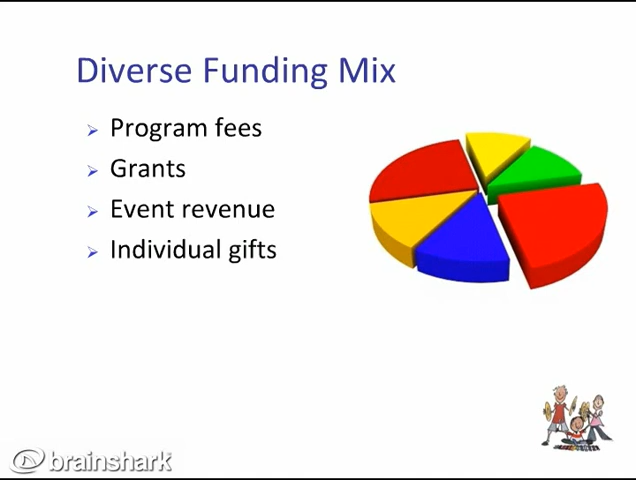 Diverse Funding Mix
Program fees
Grants
Event revenue
Individual gifts
brainshark